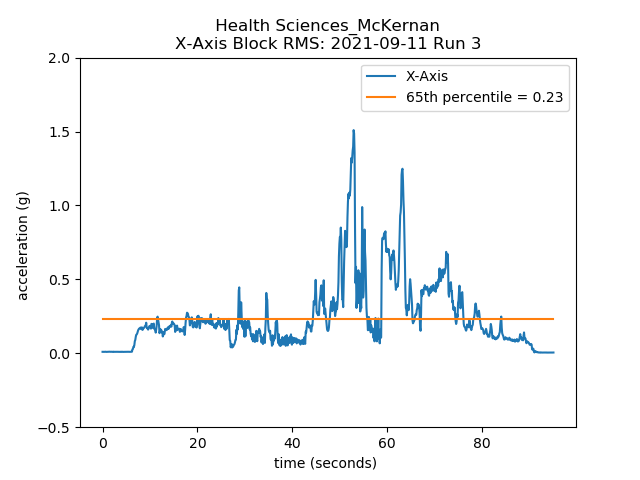 Health Sciences_McKernan
X-Axis Block RMS: 2021-09-11 Run 3
X-Axis
65th percentile = 0.23
acceleration (g)
2.0
1.5
1.0
0.5
0.0
−0.5
0 20 40 60 80
time (seconds)